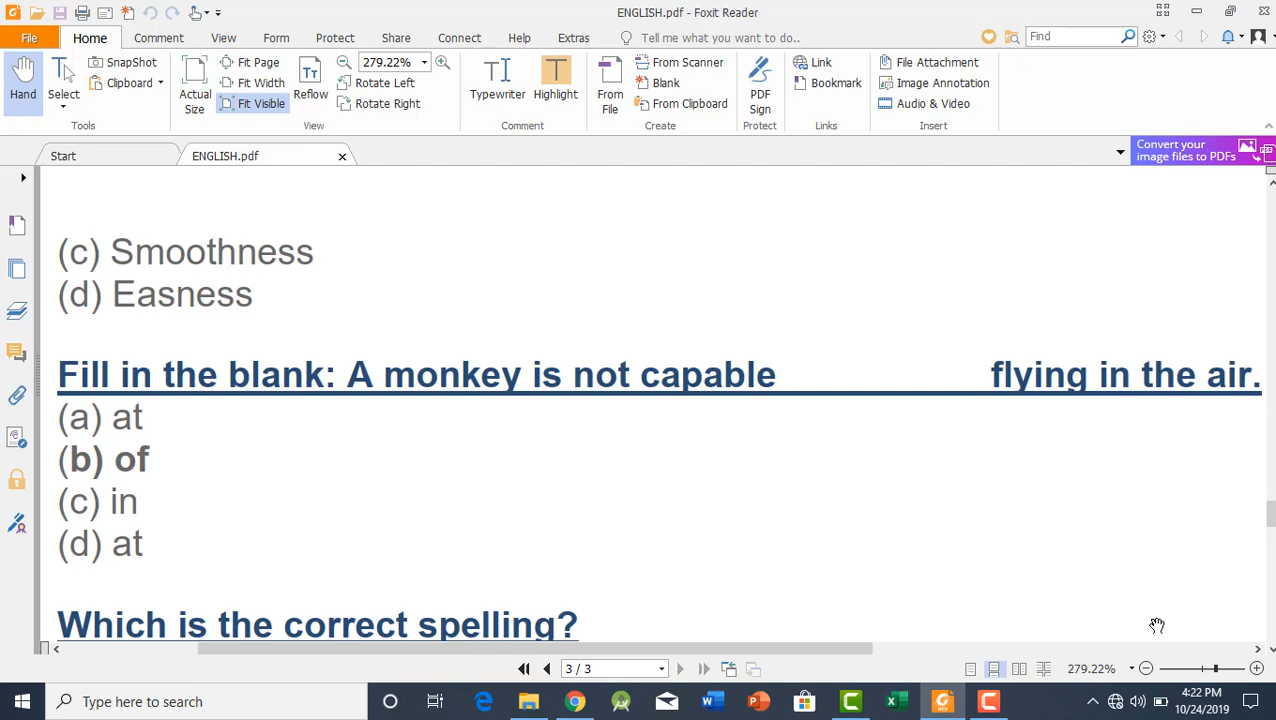 ENGLISH.pdf - Foxit Reader
File Home Comment View Form Protect Share Connect Help Extras Tell me what you want to do... Find
Hand Select SnapShot Clipboard Actual Size Fit Page Fit Width Fit Visible Reflow 279.22% Rotate Left Rotate Right Typewriter Highlight From File From Scanner Blank From Clipboard PDF Sign Link Bookmark File Attachment Image Annotation Audio & Video
Tools View Comment Create Protect Links Insert
Start ENGLISH.pdf Convert your image files to PDFs
(c) Smoothness
(d) Easness
Fill in the blank: A monkey is not capable flying in the air.
(a) at
(b) of
(c) in
(d) at
Which is the correct spelling?
3 / 3 279.22%
Type here to search 4:22 PM
10/24/2019